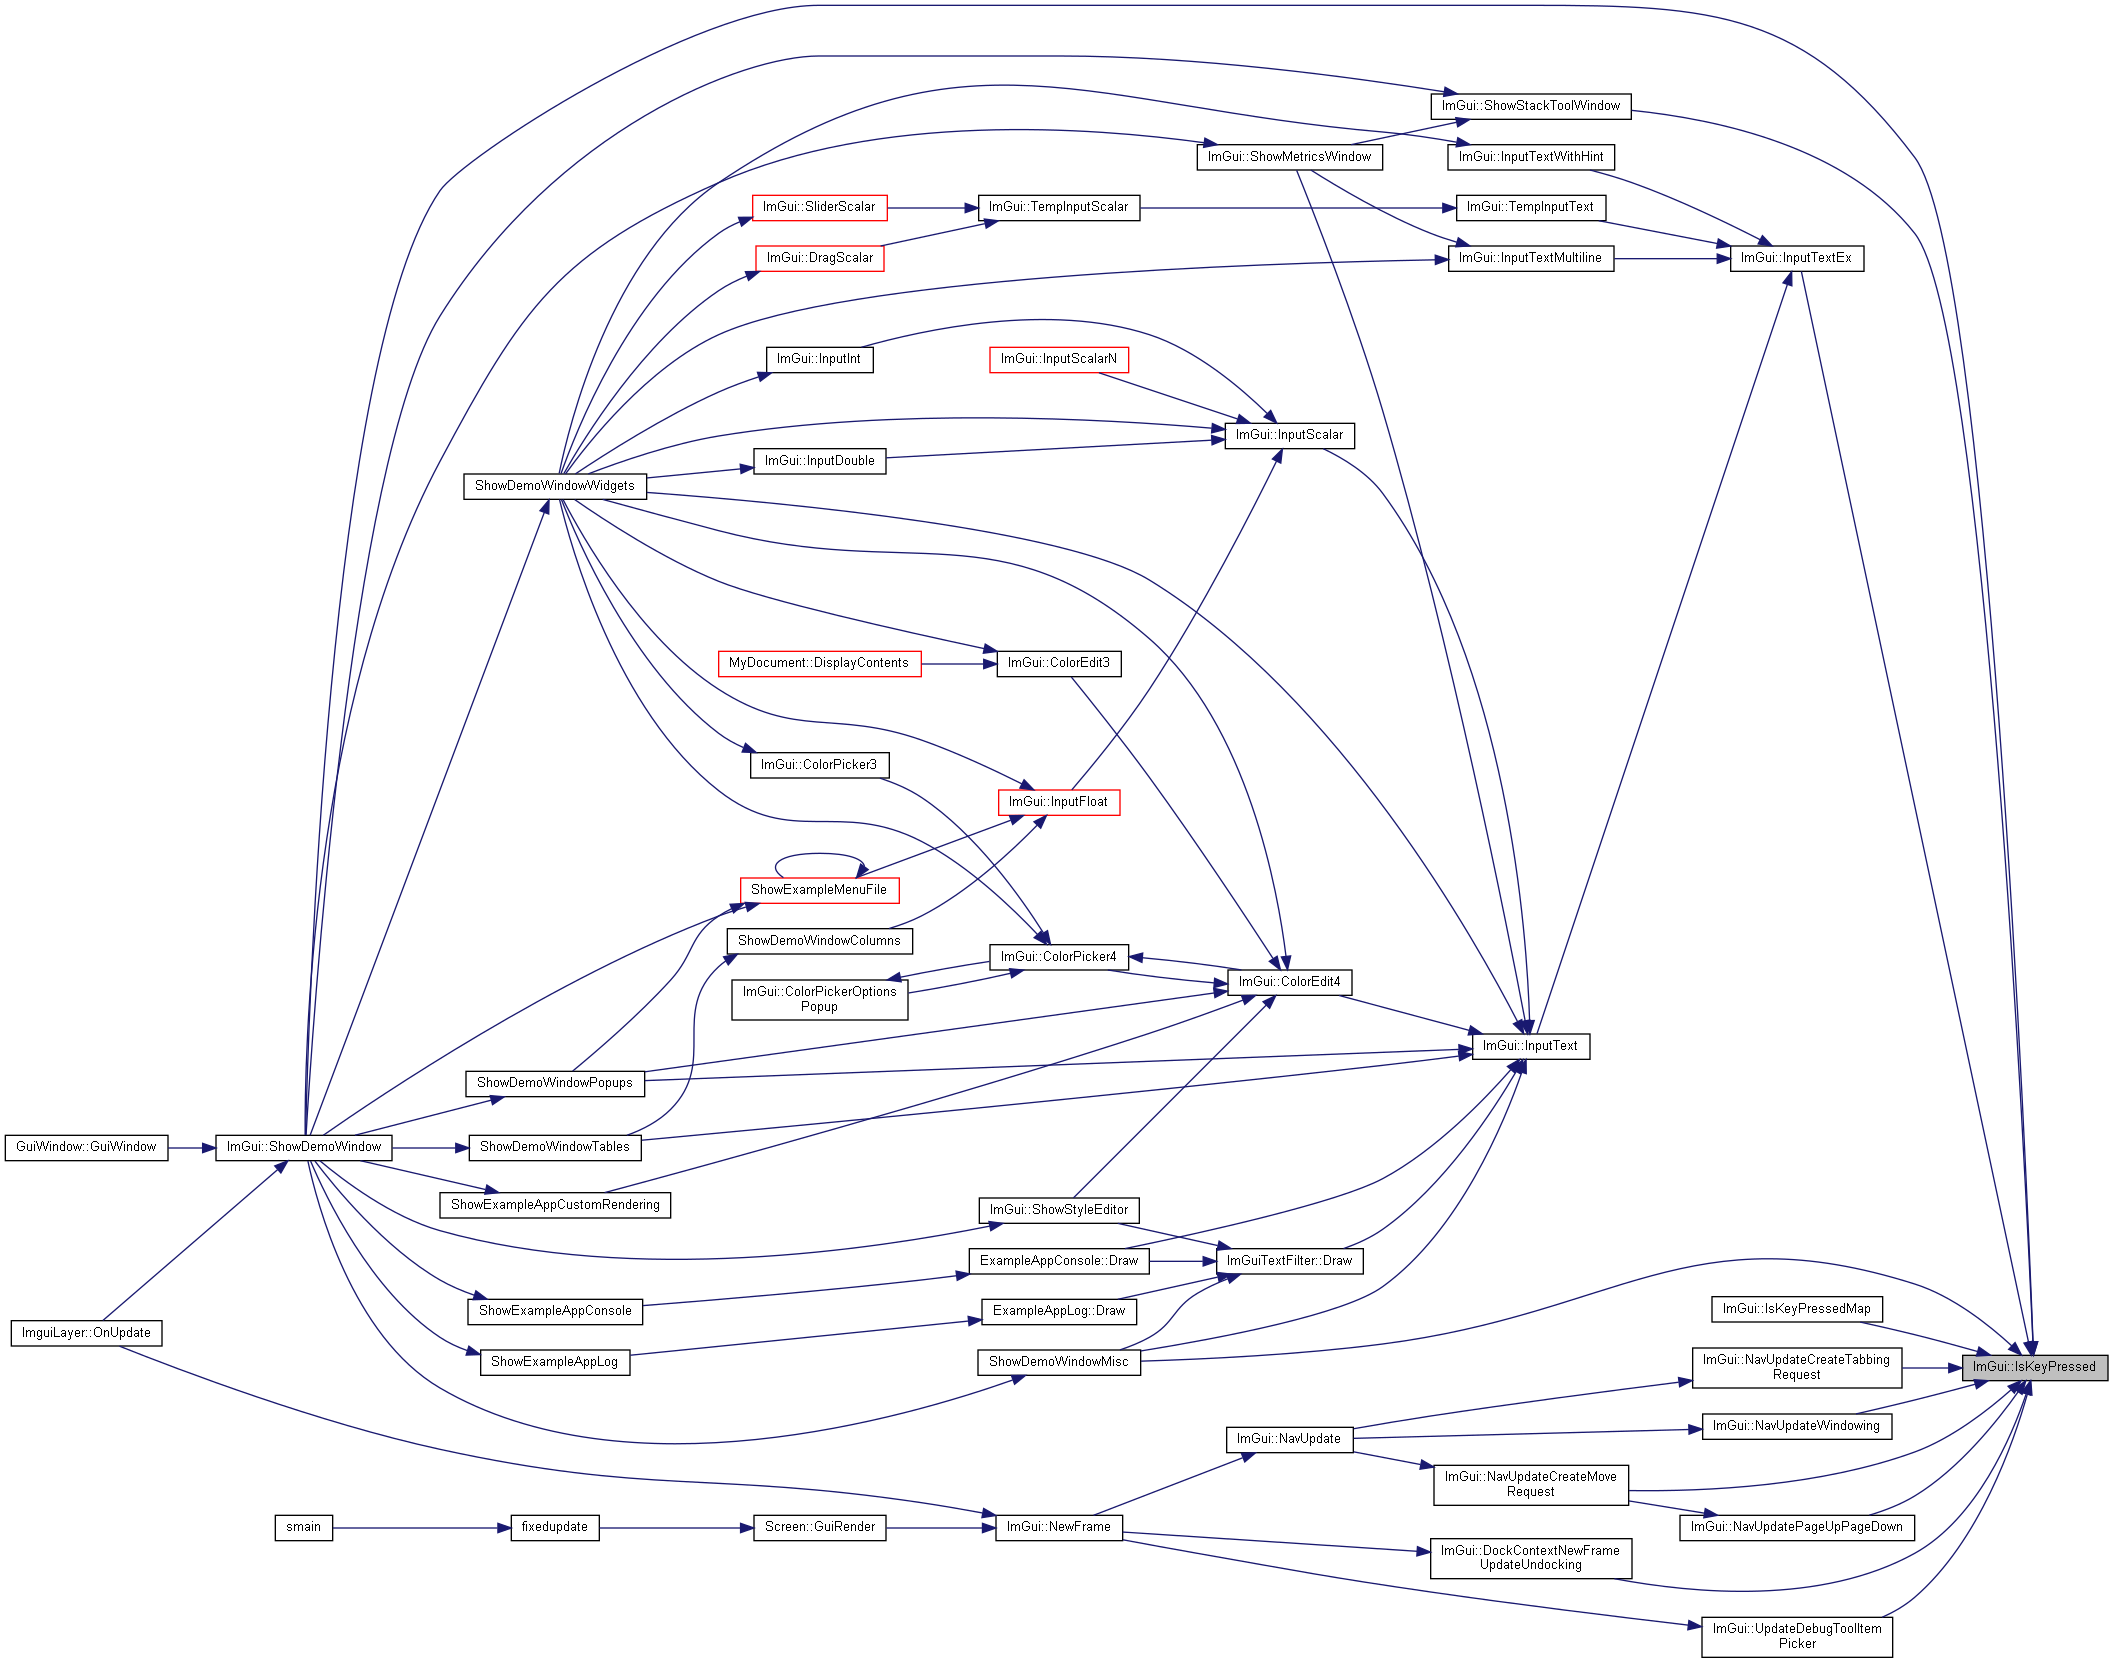 ImGui::ShowStackToolWindow
ImGui::ShowMetricsWindow
ImGui::InputTextWithHint
ImGui::SliderScalar
ImGui::TempInputScalar
ImGui::TempInputText
ImGui::DragScalar
ImGui::InputTextMultiline
ImGui::InputTextEx
ImGui::InputInt
ImGui::InputScalarN
ImGui::InputScalar
ImGui::InputDouble
ShowDemoWindowWidgets
MyDocument::DisplayContents
ImGui::ColorEdit3
ImGui::ColorPicker3
ImGui::InputFloat
ShowExampleMenuFile
ShowDemoWindowColumns
ImGui::ColorPicker4
ImGui::ColorPickerOptions
Popup
ImGui::ColorEdit4
ImGui::InputText
ShowDemoWindowPopups
GuiWindow::GuiWindow
ImGui::ShowDemoWindow
ShowDemoWindowTables
ShowExampleAppCustomRendering
ImGui::ShowStyleEditor
ExampleAppConsole::Draw
ImGuiTextFilter::Draw
ShowExampleAppConsole
ExampleAppLog::Draw
ImGui::IsKeyPressedMap
ImguiLayer::OnUpdate
ShowExampleAppLog
ShowDemoWindowMisc
ImGui::NavUpdateCreateTabbing
Request
ImGui::IsKeyPressed
ImGui::NavUpdateWindowing
ImGui::NavUpdate
ImGui::NavUpdateCreateMove
Request
smain
fixedupdate
Screen::GuiRender
ImGui::NewFrame
ImGui::NavUpdatePageUpPageDown
ImGui::DockContextNewFrame
UpdateUndocking
ImGui::UpdateDebugToolItem
Picker